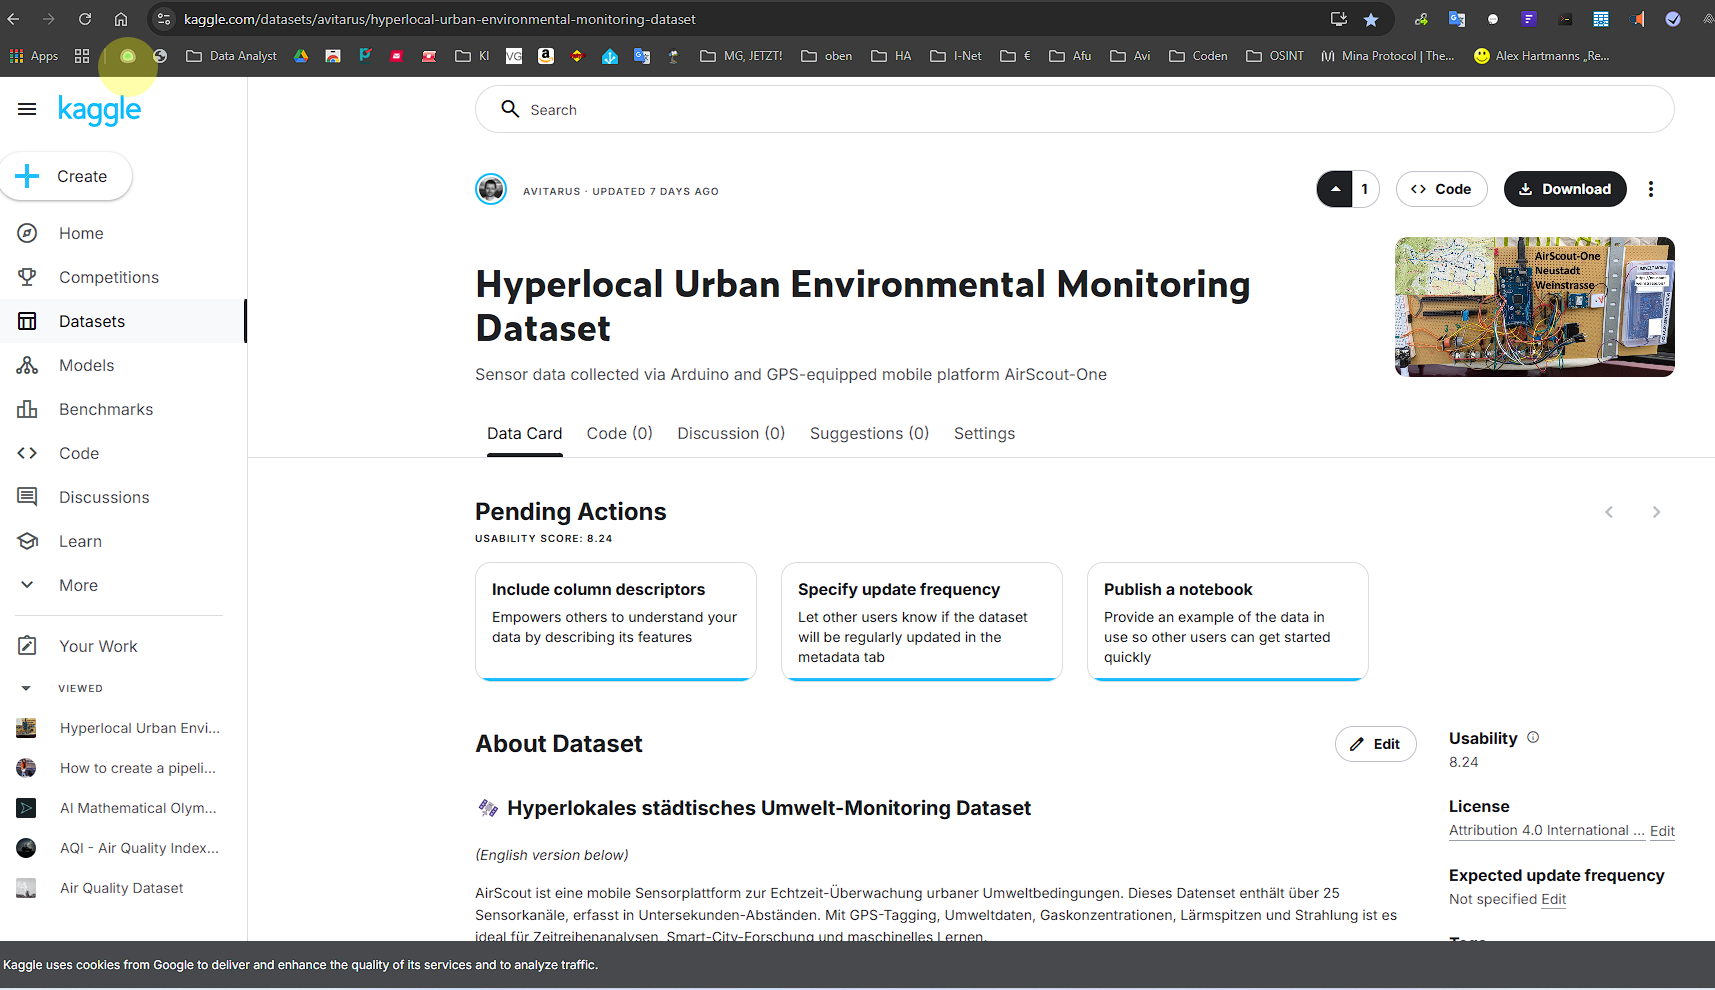 kaggle.com/datasets/avitarus/hyperlocal-urban-environmental-monitoring-dataset
Apps
Data Analyst
KI
VG
MG, JETZT!
oben
HA
I-Net
€
Afu
Avi
Coden
OSINT
Mina Protocol | The...
Alex Hartmanns „Re...
kaggle
Search
Create
AVITARUS · UPDATED 7 DAYS AGO
1
Code
Download
Home
Competitions
Datasets
Models
Benchmarks
Code
Discussions
Learn
More
Your Work
VIEWED
Hyperlocal Urban Envi...
How to create a pipeli...
AI Mathematical Olym...
AQI - Air Quality Index...
Air Quality Dataset
Hyperlocal Urban Environmental Monitoring
Dataset
Sensor data collected via Arduino and GPS-equipped mobile platform AirScout-One
AirScout-One
Neustadt
Weinstrasse
Data Card
Code (0)
Discussion (0)
Suggestions (0)
Settings
Pending Actions
USABILITY SCORE: 8.24
Include column descriptors
Empowers others to understand your
data by describing its features
Specify update frequency
Let other users know if the dataset
will be regularly updated in the
metadata tab
Publish a notebook
Provide an example of the data in
use so other users can get started
quickly
About Dataset
Edit
Hyperlokales städtisches Umwelt-Monitoring Dataset
(English version below)
AirScout ist eine mobile Sensorplattform zur Echtzeit-Überwachung urbaner Umweltbedingungen. Dieses Datenset enthält über 25
Sensorkanäle, erfasst in Untersekunden-Abständen. Mit GPS-Tagging, Umweltdaten, Gaskonzentrationen, Lärmspitzen und Strahlung ist es
ideal für Zeitreihenanalysen, Smart-City-Forschung und maschinelles Lernen.
Usability
8.24
License
Attribution 4.0 International ... Edit
Expected update frequency
Not specified Edit
Tags
Kaggle uses cookies from Google to deliver and enhance the quality of its services and to analyze traffic.